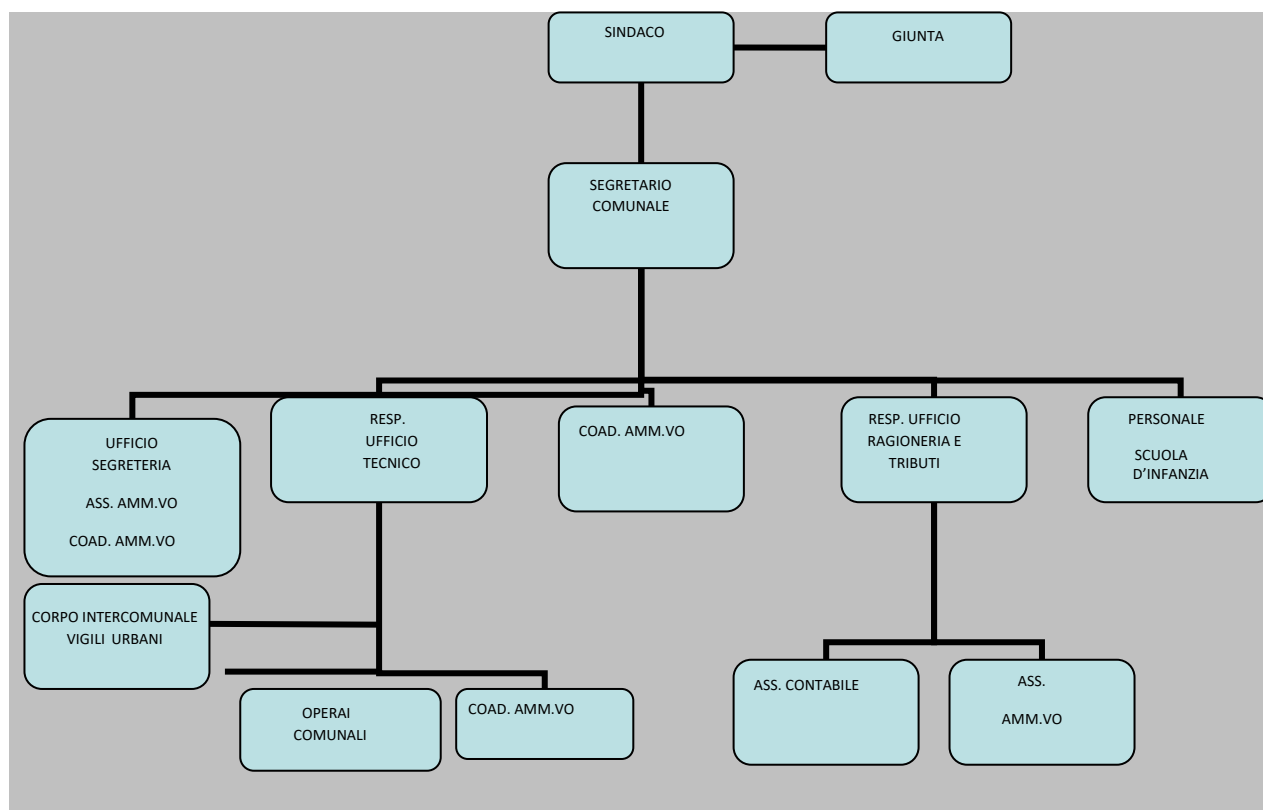 SINDACO
GIUNTA
SEGRETARIO
COMUNALE
UFFICIO
SEGRETERIA
ASS. AMM.VO
COAD. AMM.VO
RESP.
UFFICIO
TECNICO
COAD. AMM.VO
RESP. UFFICIO
RAGIONERIA E
TRIBUTI
PERSONALE
SCUOLA
D’INFANZIA
CORPO INTERCOMUNALE
VIGILI URBANI
OPERAI
COMUNALI
COAD. AMM.VO
ASS. CONTABILE
ASS.
AMM.VO